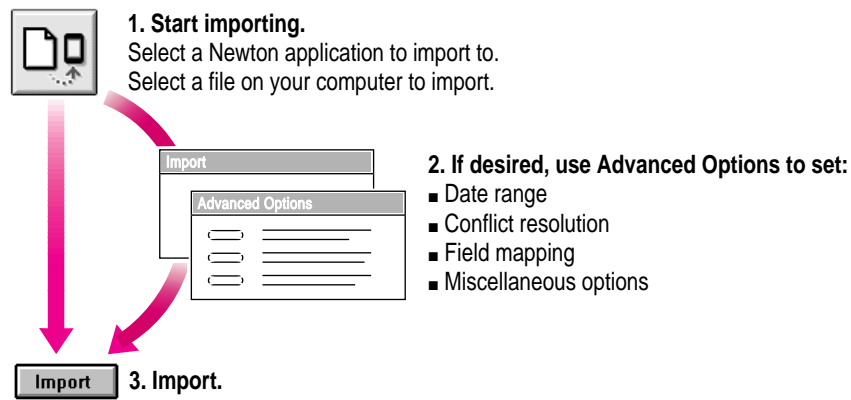 1. Start importing.
Select a Newton application to import to.
Select a file on your computer to import.
Import
Advanced Options
2. If desired, use Advanced Options to set:
■ Date range
■ Conflict resolution
■ Field mapping
■ Miscellaneous options
Import
3. Import.